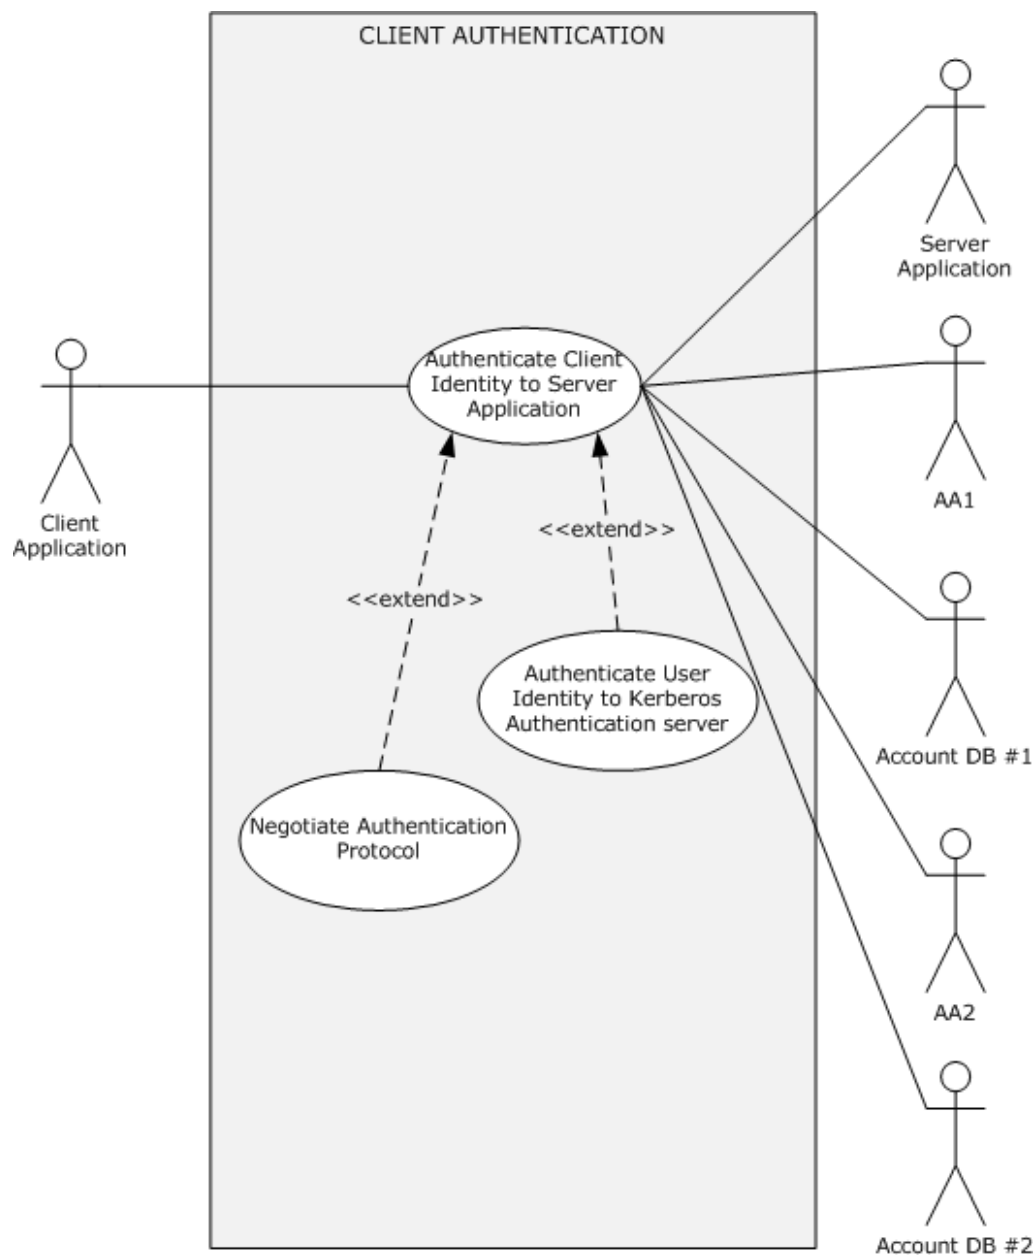 CLIENT AUTHENTICATION
Server
Application
Authenticate Client
Identity to Server
Application
AA1
Client
Application
<<extend>>
<<extend>>
Authenticate User
Identity to Kerberos
Authentication server
Account DB #1
Negotiate Authentication
Protocol
AA2
Account DB #2